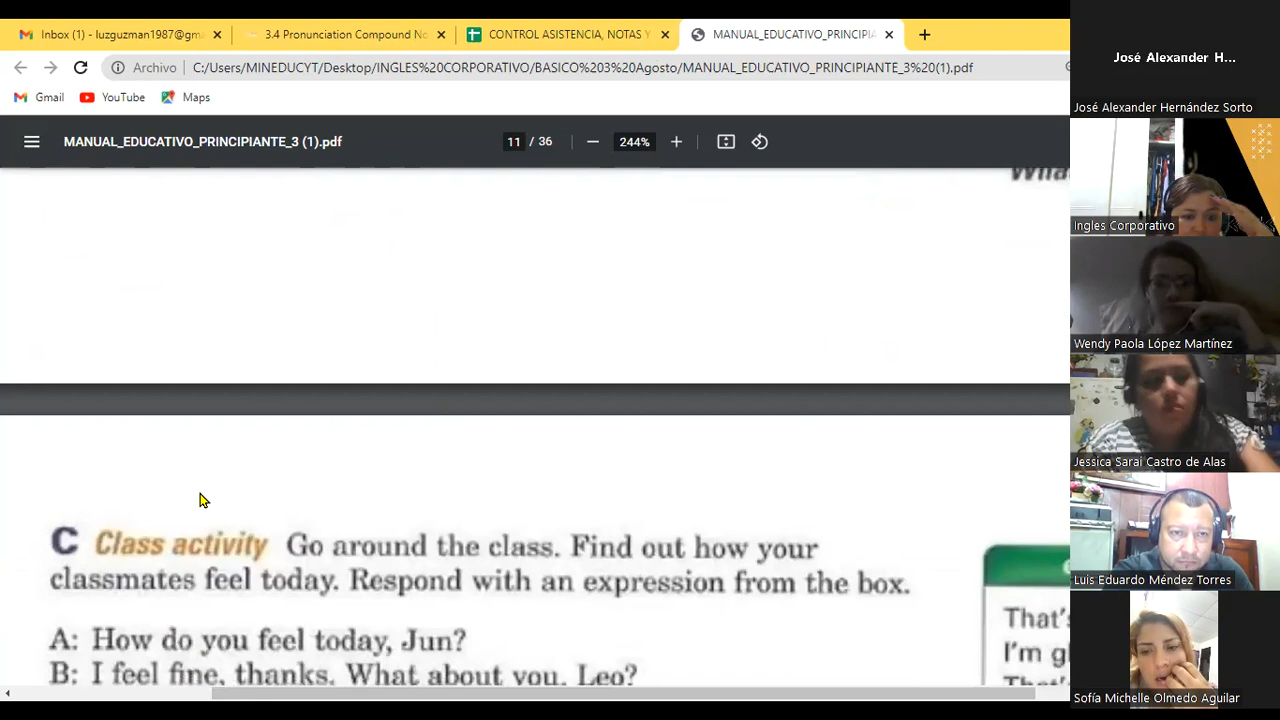 Inbox (1) - luzguzman1987@gm
3.4 Pronunciation Compound No
CONTROL ASISTENCIA, NOTAS Y
MANUAL_EDUCATIVO_PRINCIPIA
Archivo
C:/Users/MINEDUCYT/Desktop/INGLES%20CORPORATIVO/BASICO%203%20Agosto/MANUAL_EDUCATIVO_PRINCIPIANTE_3%20(1).pdf
Gmail
YouTube
Maps
MANUAL_EDUCATIVO_PRINCIPIANTE_3 (1).pdf
11 / 36
244%
C Class activity Go around the class. Find out how your
classmates feel today. Respond with an expression from the box.
A: How do you feel today, Jun?
B: I feel fine, thanks. What about you, Leo?
That's
I'm gl
That's
José Alexander H...
José Alexander Hernández Sorto
Ingles Corporativo
Wendy Paola López Martínez
Jessica Sarai Castro de Alas
Luis Eduardo Méndez Torres
Sofía Michelle Olmedo Aguilar